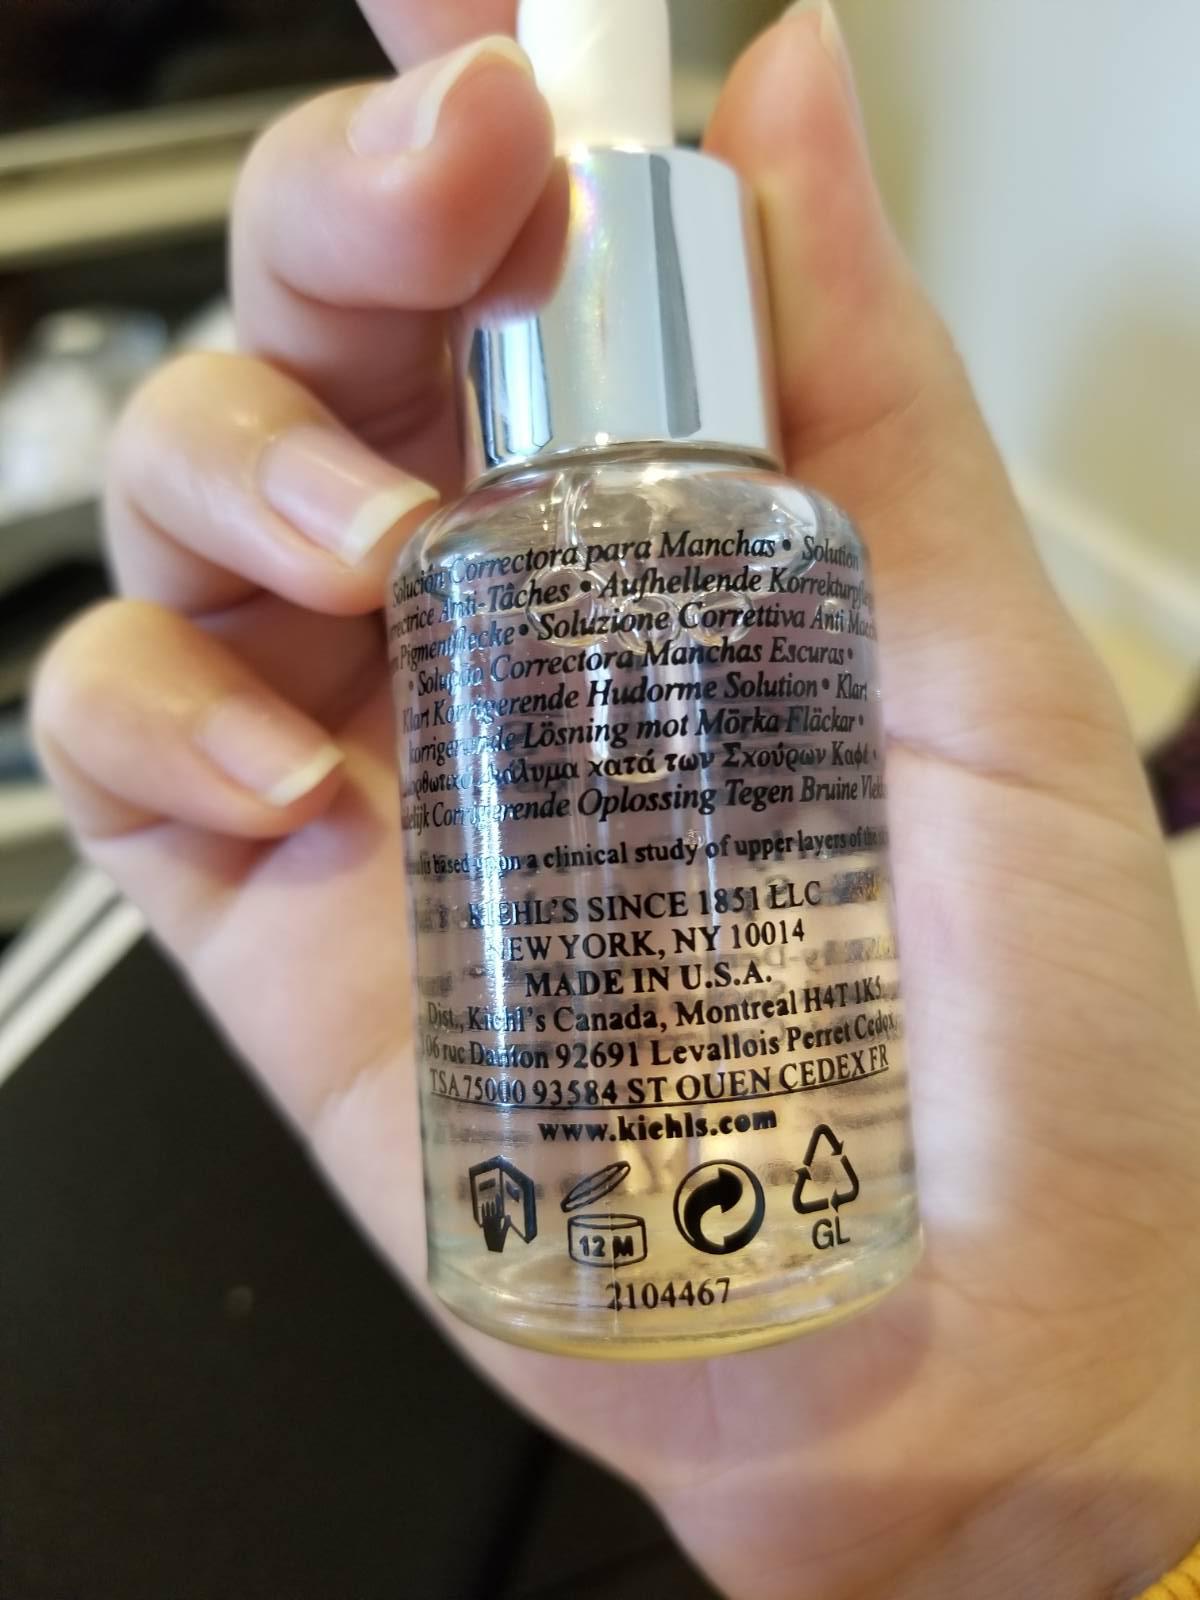 Solución Correctora para Manchas • Solution
Anti-Tâches • Aufhellende
Pigmentflecke • Soluzione Correttiva Anti
• Solução Correctora Manchas Escuras •
Klart Korrigerende Hudorme Solution • Klart
korrigerende Lösning mot Mörka Fläckar •
χατά των Σχούρων Καφέ •
Corrigerende Oplossing Tegen Bruine
based upon a clinical study of upper layers of the
KIEHL'S SINCE 1851 LLC
NEW YORK, NY 10014
MADE IN U.S.A.
Dist., Kiehl's Canada, Montreal H4T 1K5
106 rue Danton 92691 Levallois Perret Cedex,
TSA 75000 93584 ST OUEN CEDEX FR
www.kiehls.com
12 M
GL
2104467